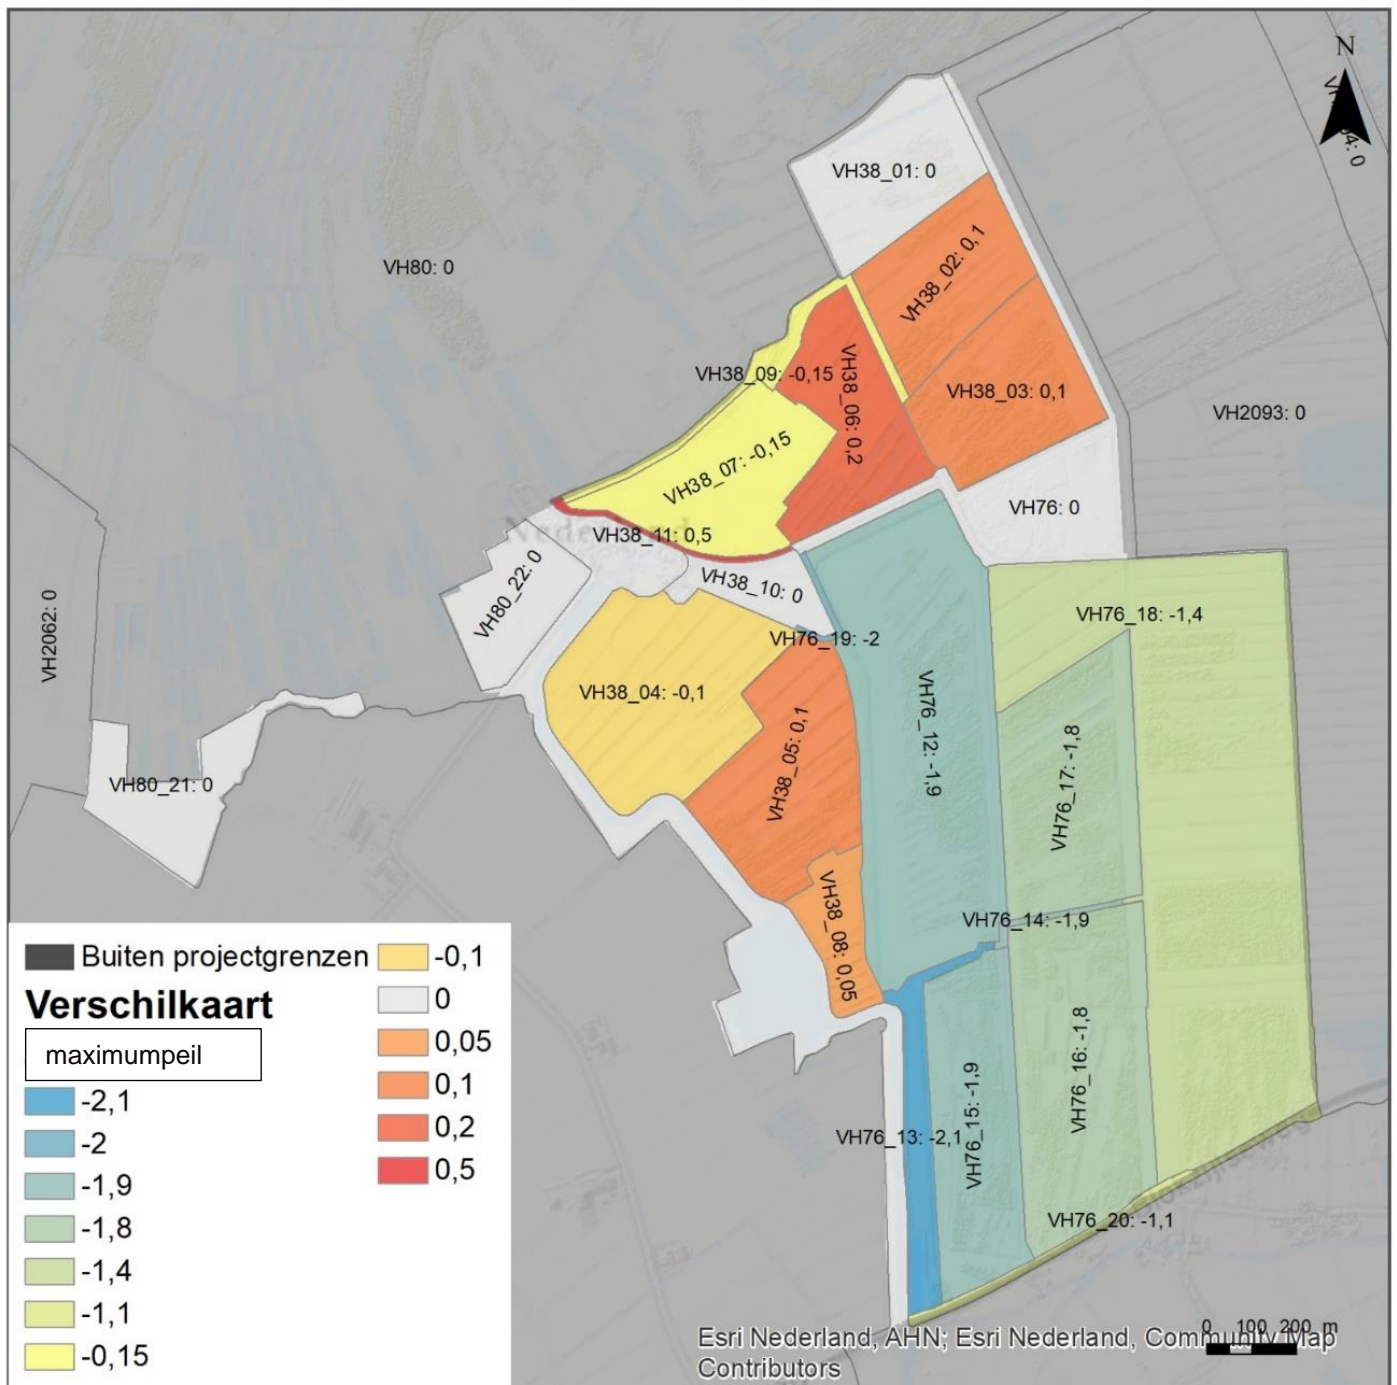 N
VH38_01: 0
VH80: 0
VH38_02: 0,1
VH38_09: -0,15
VH38_06: 0,2
VH38_03: 0,1
VH2093: 0
VH38_07: -0,15
VH76: 0
Nederland
VH38_11: 0,5
VH80_22: 0
VH38_10: 0
VH2062: 0
VH76_18: -1,4
VH76_19: -2
VH38_04: -0,1
VH76_12: -1,9
VH38_05: 0,1
VH76_17: -1,8
VH80_21: 0
VH76_14: -1,9
VH38_08: 0,05
VH76_16: -1,8
VH76_15: -1,9
VH76_13: -2,1
VH76_20: -1,1
Buiten projectgrenzen
Verschilkaart
maximumpeil
-2,1
-2
-1,9
-1,8
-1,4
-1,1
-0,15
-0,1
0
0,05
0,1
0,2
0,5
0 100 200 m
Esri Nederland, AHN; Esri Nederland, Community Map
Contributors